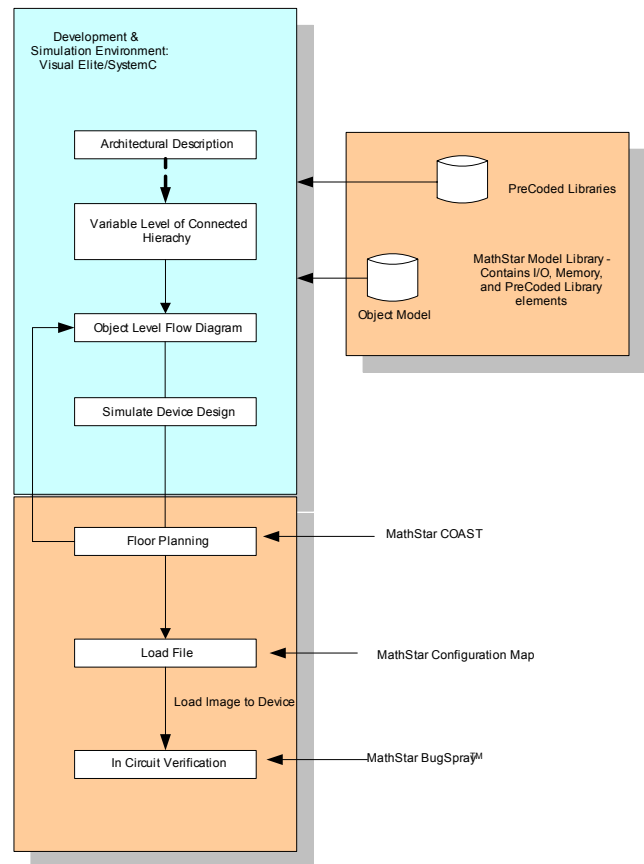 Development &
Simulation Environment:
Visual Elite/SystemC
Architectural Description
Variable Level of Connected
Hierachy
Object Level Flow Diagram
Simulate Device Design
PreCoded Libraries
MathStar Model Library -
Contains I/O, Memory,
and PreCoded Library
elements
Object Model
Floor Planning
MathStar COAST
Load File
MathStar Configuration Map
Load Image to Device
In Circuit Verification
MathStar BugSpray™